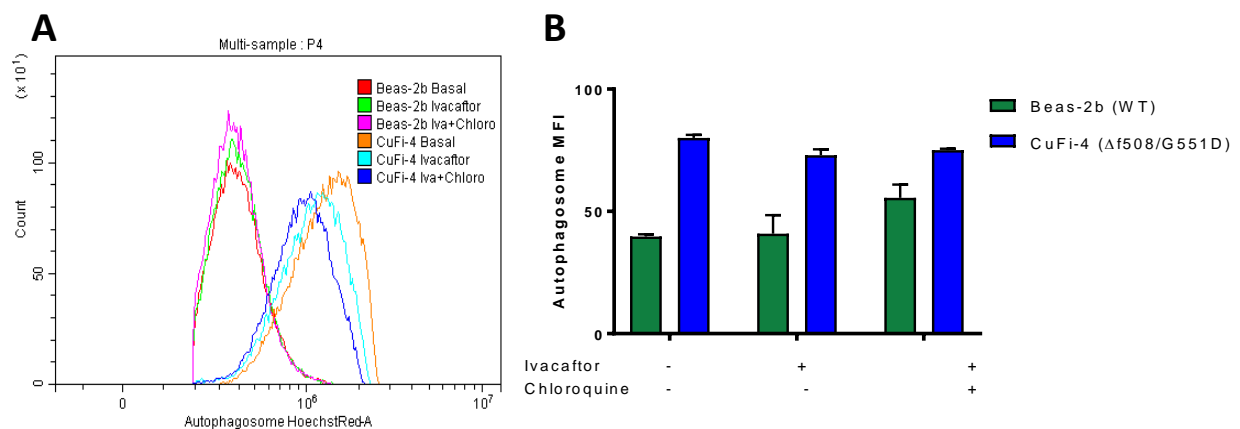 A
Multi-sample : P4
(x 10¹)
Beas-2b Basal
Beas-2b Ivacaftor
Beas-2b Iva+Chloro
CuFi-4 Basal
CuFi-4 Ivacaftor
CuFi-4 Iva+Chloro
100
Count
50
0
0
10⁶
10⁷
Autophagosome HoechstRed-A
B
100
Autophagosome MFI
50
0
Beas-2b (WT)
CuFi-4 (Δf508/G551D)
Ivacaftor - + +
Chloroquine - - +